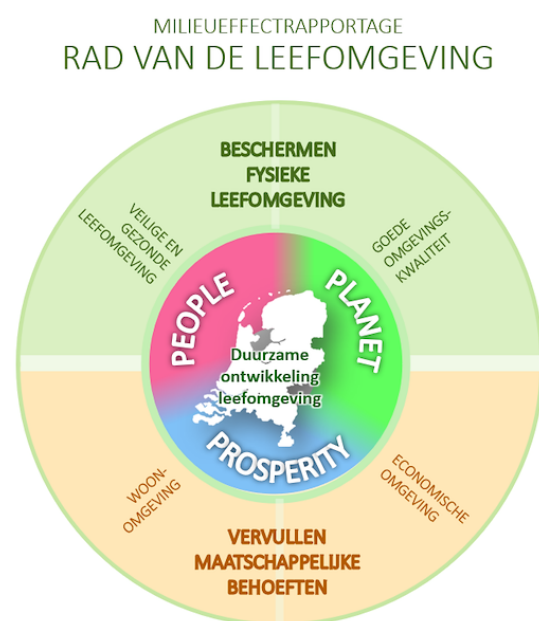 MILIEUEFFECTRAPPORTAGE
RAD VAN DE LEEFOMGEVING
BESCHERMEN
FYSIEKE
LEEFOMGEVING
VEILIGE EN
GEZONDE
LEEFOMGEVING
GOEDE
OMGEVINGS-
KWALITEIT
PEOPLE
PLANET
Duurzame
ontwikkeling
leefomgeving
PROSPERITY
WOON-
OMGEVING
ECONOMISCHE
OMGEVING
VERVULLEN
MAATSCHAPPELIJKE
BEHOEFTEN